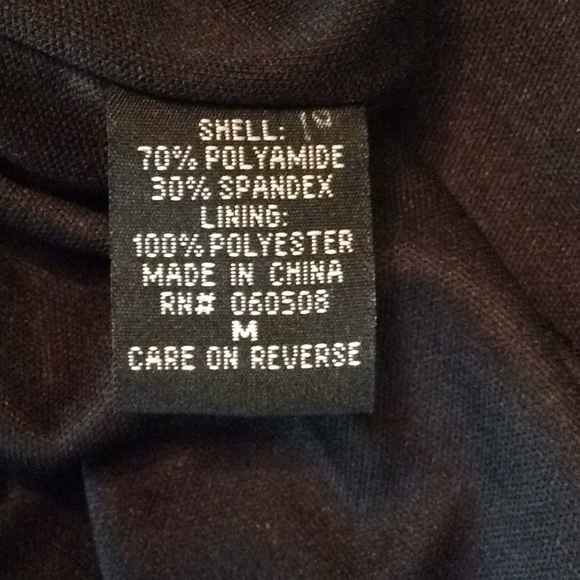 SHELL:
70% POLYAMIDE
30% SPANDEX
LINING:
100% POLYESTER
MADE IN CHINA
RN# 060508
M
CARE ON REVERSE